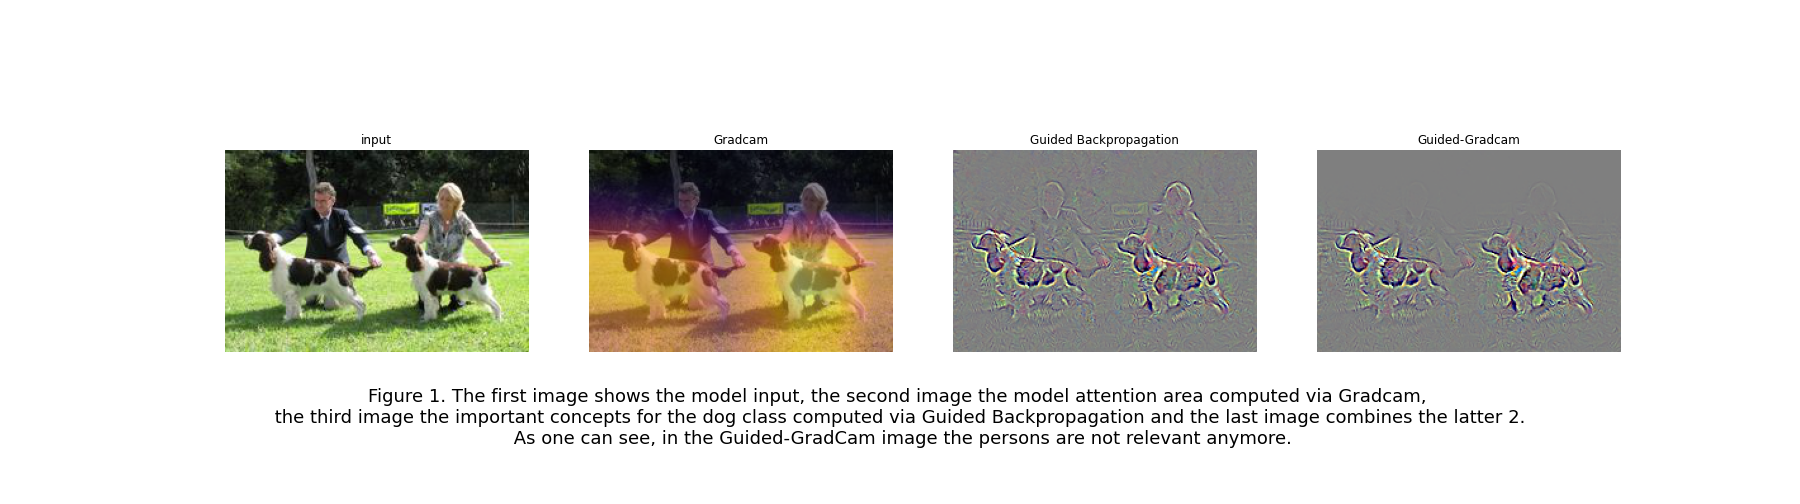 input
Gradcam
Guided Backpropagation
Guided-Gradcam
Figure 1. The first image shows the model input, the second image the model attention area computed via Gradcam,
the third image the important concepts for the dog class computed via Guided Backpropagation and the last image combines the latter 2.
As one can see, in the Guided-GradCam image the persons are not relevant anymore.